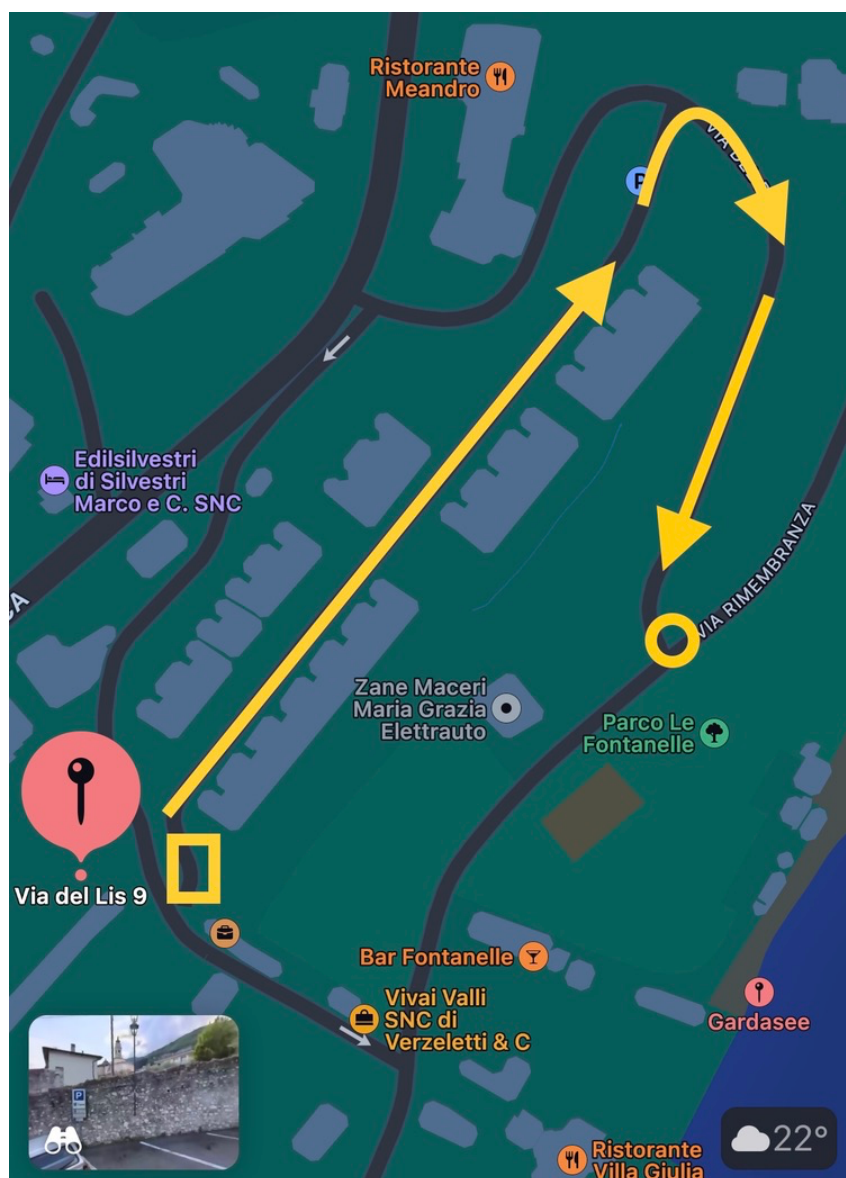 Ristorante
Meandro
P
VIA DEL
Edilsilvestri
di Silvestri
Marco e C. SNC
CA
VIA RIMEMBRANZA
Zane Maceri
Maria Grazia
Elettrauto
Parco Le
Fontanelle
Via del Lis 9
Bar Fontanelle
Vivai Valli
SNC di
Verzeletti & C
Gardasee
P
22°
Ristorante
Villa Giulia